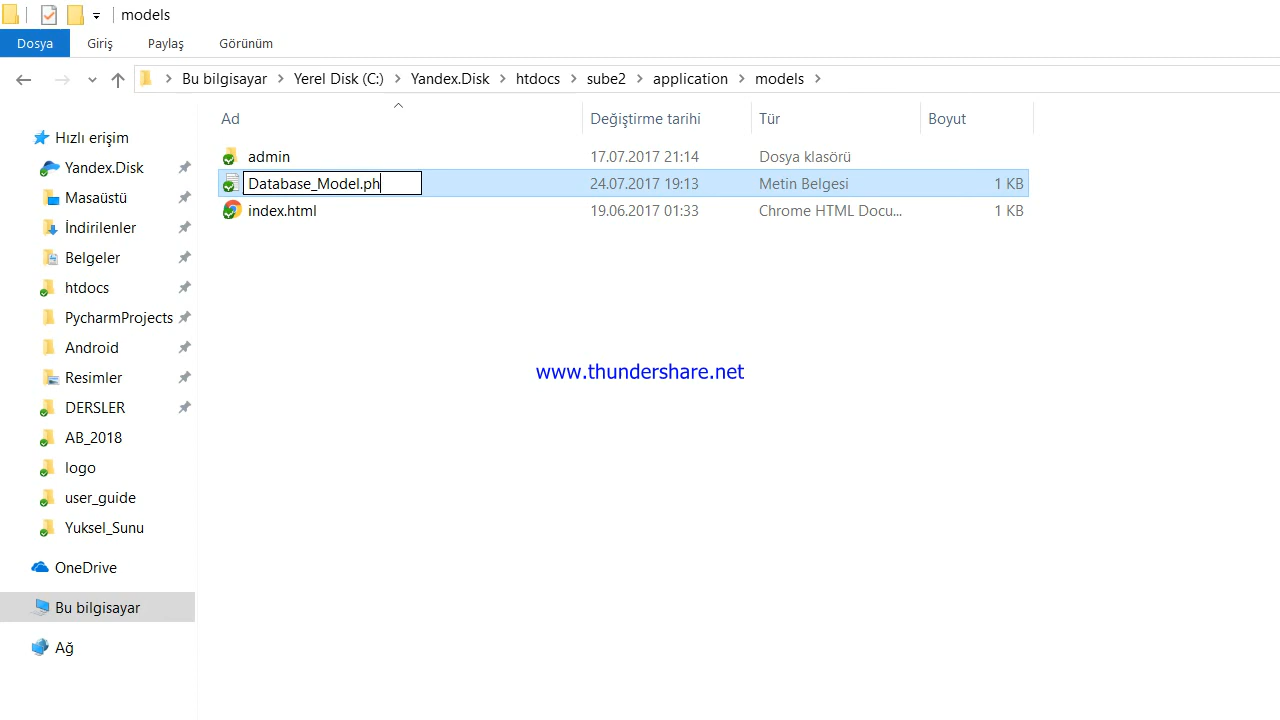 models
Dosya Giriş Paylaş Görünüm
Bu bilgisayar Yerel Disk (C:) Yandex.Disk htdocs sube2 application models
Ad Değiştirme tarihi Tür Boyut
admin 17.07.2017 21:14 Dosya klasörü
Database_Model.ph 24.07.2017 19:13 Metin Belgesi 1 KB
index.html 19.06.2017 01:33 Chrome HTML Docu... 1 KB
Hızlı erişim
Yandex.Disk
Masaüstü
İndirilenler
Belgeler
htdocs
PycharmProjects
Android
Resimler
DERSLER
AB_2018
logo
user_guide
Yuksel_Sunu
OneDrive
Bu bilgisayar
Ağ
www.thundershare.net